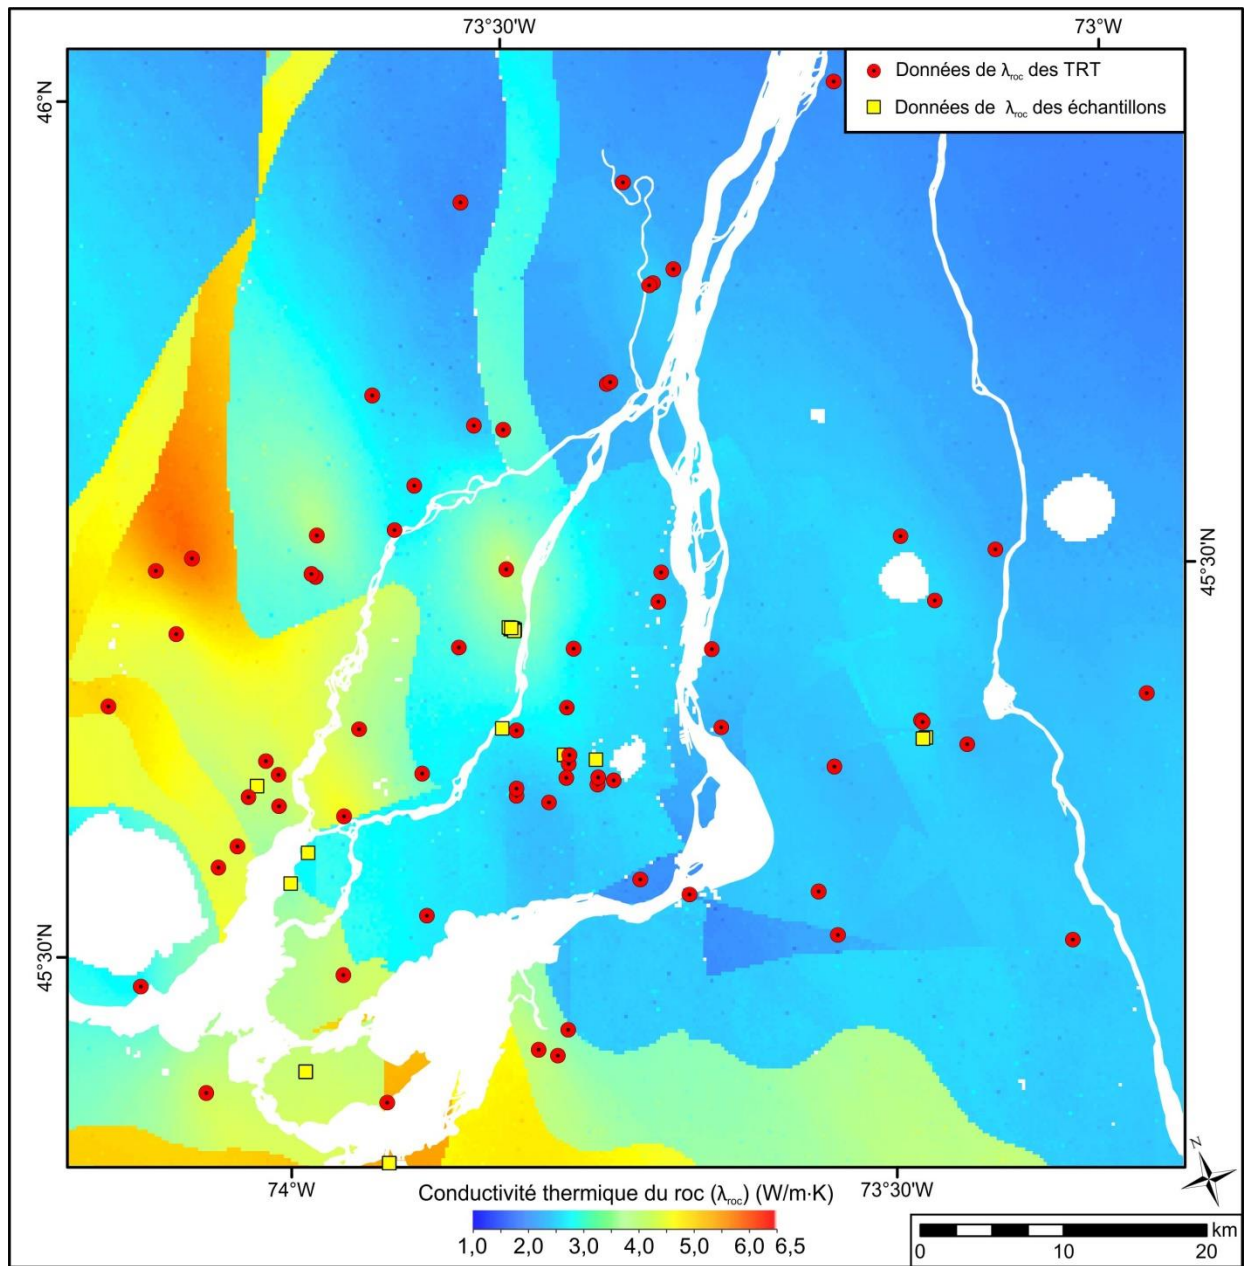 73°30'W
73°W
46°N
Données de λroc des TRT
Données de λroc des échantillons
45°30'N
45°30'N
74°W
73°30'W
N
Conductivité thermique du roc (λroc) (W/m·K)
1,0 2,0 3,0 4,0 5,0 6,0 6,5
km
0 10 20